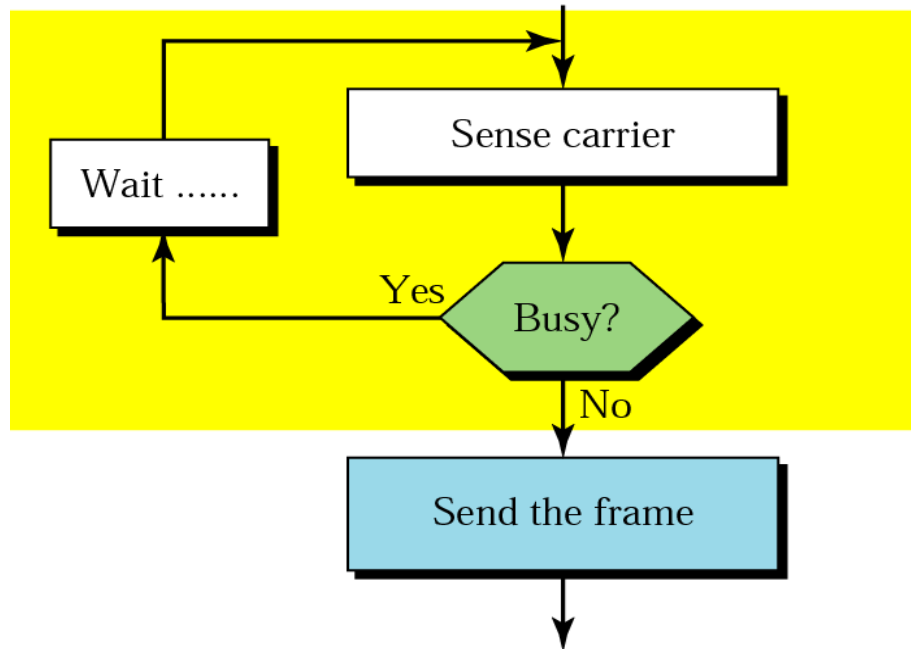 Sense carrier
Wait ......
Yes
Busy?
No
Send the frame